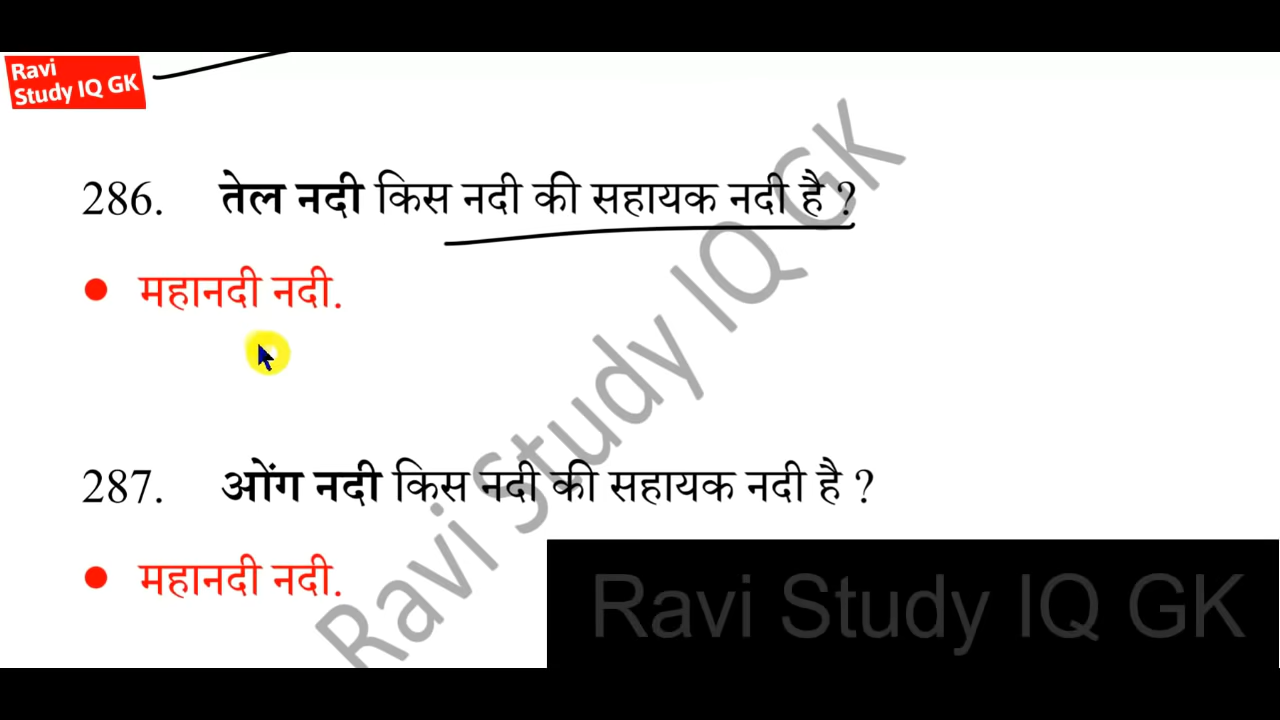 Ravi
Study IQ GK
286. तेल नदी किस नदी की सहायक नदी है ?
• महानदी नदी.
287. ओंग नदी किस नदी की सहायक नदी है ?
• महानदी नदी.
Ravi Study IQ GK
Ravi Study IQ GK